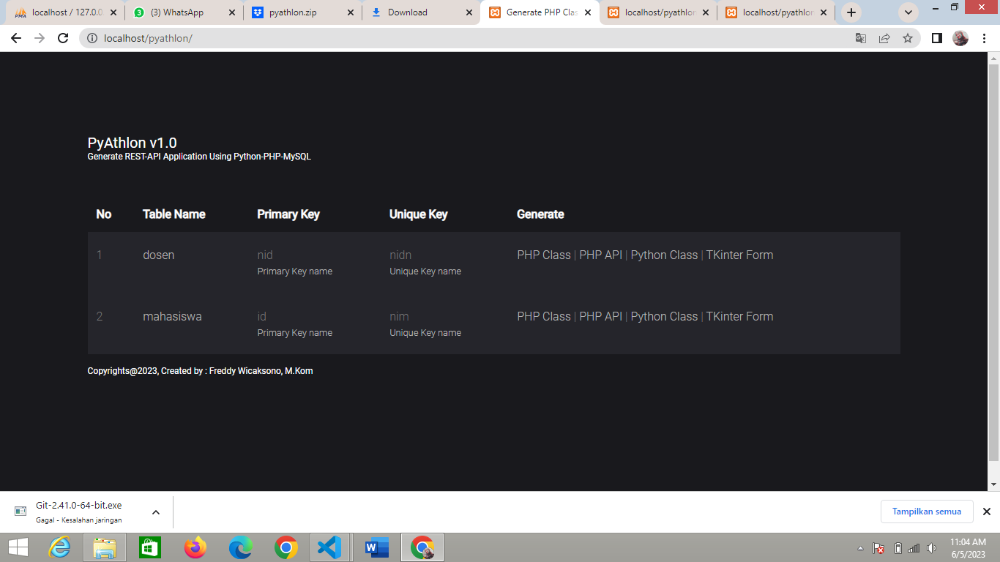 localhost / 127.0.0.
(3) WhatsApp
pyathlon.zip
Download
Generate PHP Clas
localhost/pyathlon
localhost/pyathlon
localhost/pyathlon/
PyAthlon v1.0
Generate REST-API Application Using Python-PHP-MySQL
No Table Name Primary Key Unique Key Generate
1 dosen nid nidn PHP Class | PHP API | Python Class | TKinter Form
Primary Key name Unique Key name
2 mahasiswa id nim PHP Class | PHP API | Python Class | TKinter Form
Primary Key name Unique Key name
Copyrights@2023, Created by : Freddy Wicaksono, M.Kom
Git-2.41.0-64-bit.exe
Gagal - Kesalahan jaringan
Tampilkan semua
11:04 AM
6/5/2023